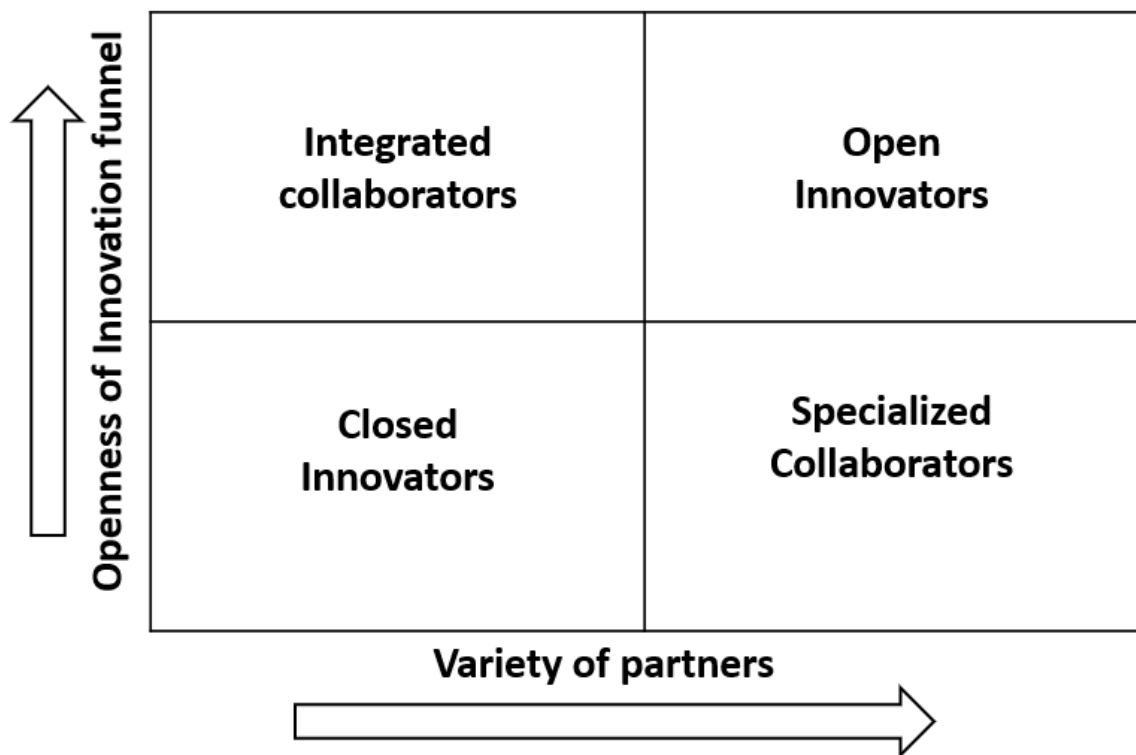 Openness of Innovation funnel
Integrated
collaborators
Open
Innovators
Closed
Innovators
Specialized
Collaborators
Variety of partners